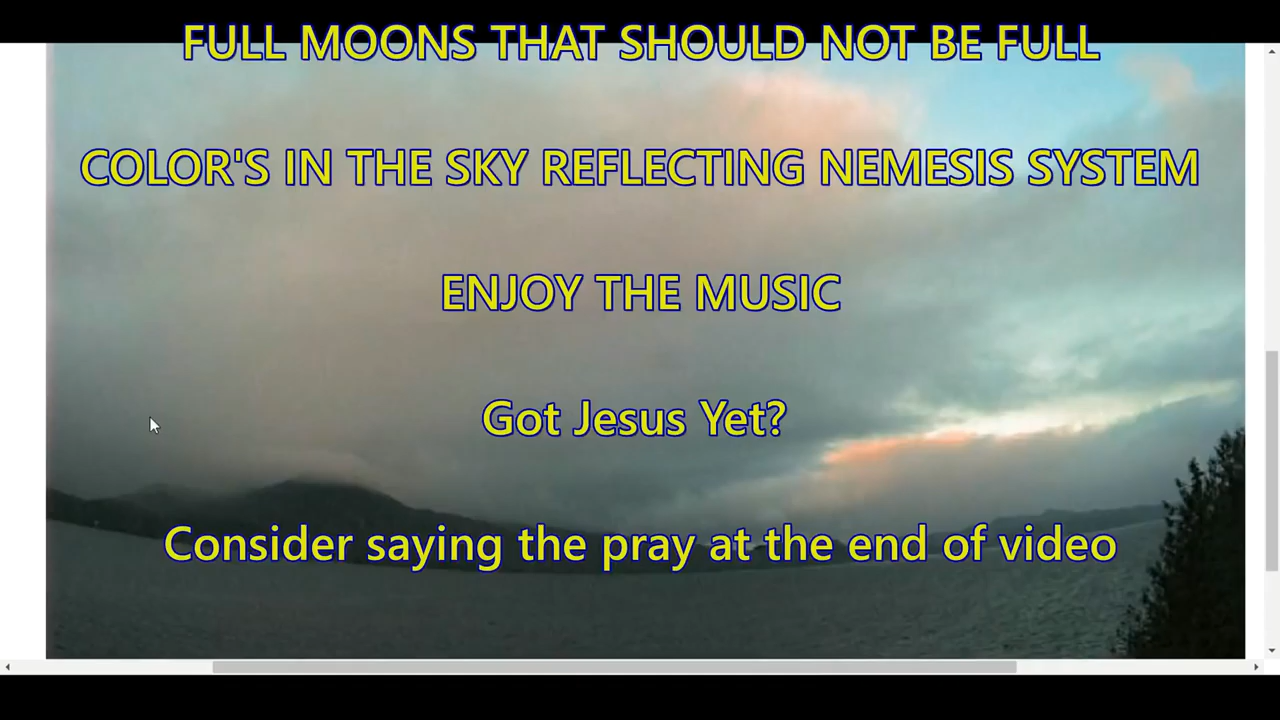 FULL MOONS THAT SHOULD NOT BE FULL
COLOR'S IN THE SKY REFLECTING NEMESIS SYSTEM
ENJOY THE MUSIC
Got Jesus Yet?
Consider saying the pray at the end of video